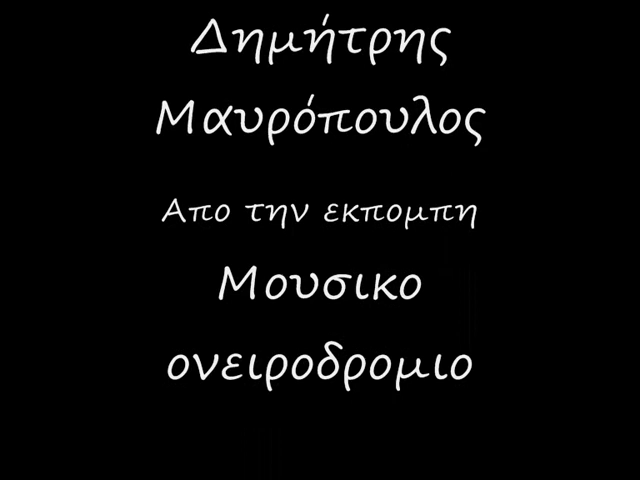 Δημήτρης
Μαυρόπουλος
Απο την εκπομπη
Μουσικο
ονειροδρομιο